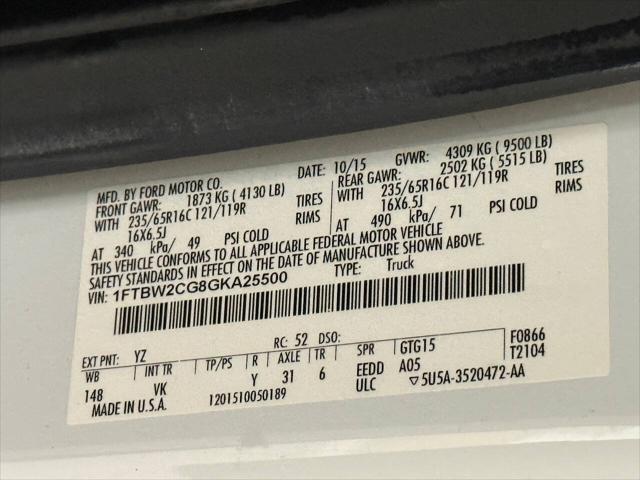 MFD. BY FORD MOTOR CO.
DATE: 10/15 GVWR: 4309 KG ( 9500 LB)
FRONT GAWR: 1873 KG ( 4130 LB)
REAR GAWR: 2502 KG ( 5515 LB)
WITH 235/65R16C 121/119R TIRES
WITH 235/65R16C 121/119R TIRES
16X6.5J RIMS
16X6.5J RIMS
AT 340 kPa/ 49 PSI COLD
AT 490 kPa/ 71 PSI COLD
THIS VEHICLE CONFORMS TO ALL APPLICABLE FEDERAL MOTOR VEHICLE
SAFETY STANDARDS IN EFFECT ON THE DATE OF MANUFACTURE SHOWN ABOVE.
VIN: 1FTBW2CG8GKA25500 TYPE: Truck
EXT PNT: YZ RC: 52 DSO:
WB INT TR TP/PS R AXLE TR SPR GTG15 F0866
148 VK Y 31 6 EEDD A05 T2104
MADE IN U.S.A. 1201510050189 ULC ▽5U5A-3520472-AA